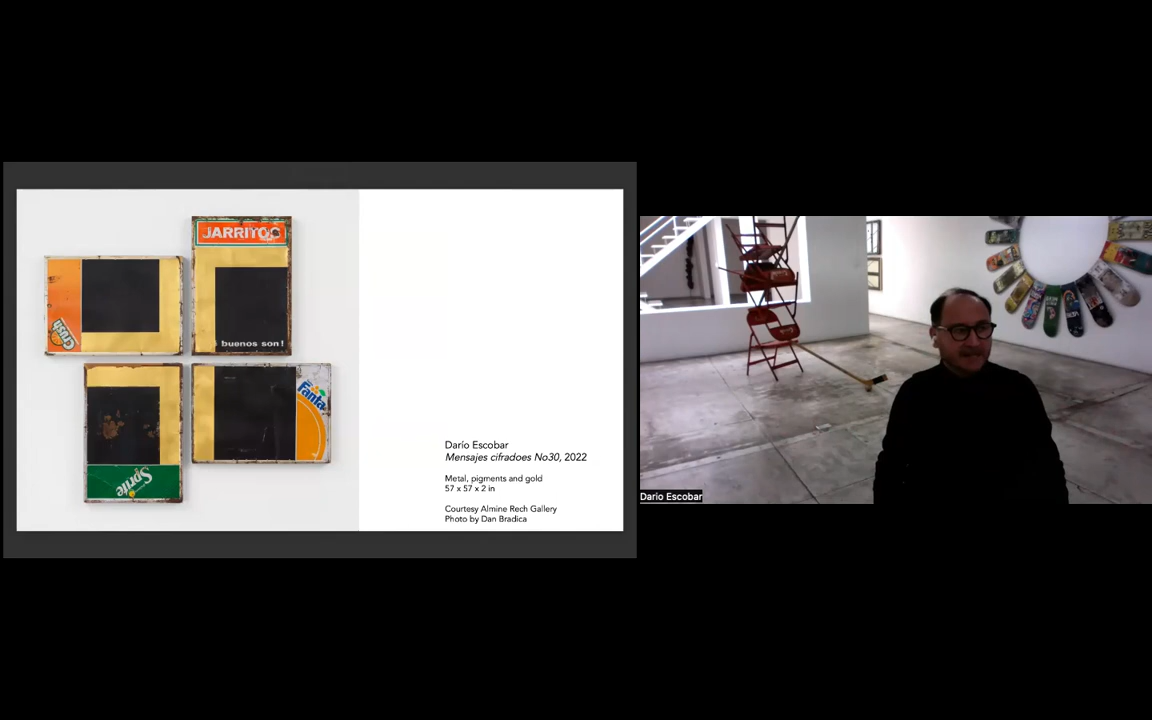 JARRITOS
Crush
buenos son!
Fanta
Sprite
Darío Escobar
Mensajes cifradoes No30, 2022
Metal, pigments and gold
57 x 57 x 2 in
Courtesy Almine Rech Gallery
Photo by Dan Bradica
Dario Escobar